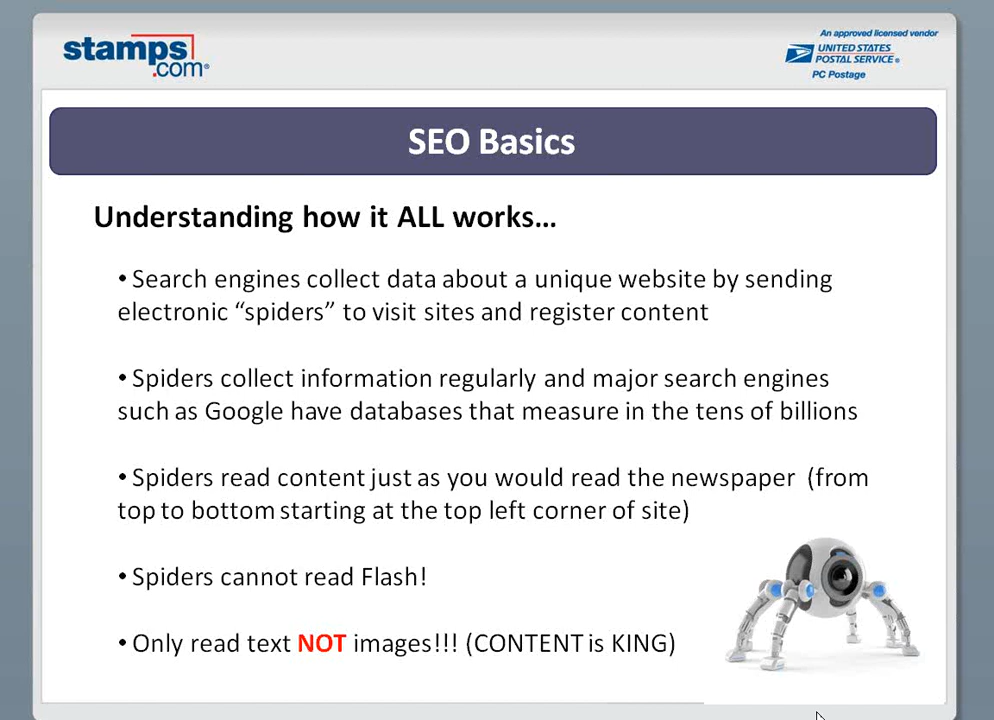 stamps
.com®
An approved licensed vendor
UNITED STATES
POSTAL SERVICE®
PC Postage
SEO Basics
Understanding how it ALL works...
• Search engines collect data about a unique website by sending
electronic “spiders” to visit sites and register content
• Spiders collect information regularly and major search engines
such as Google have databases that measure in the tens of billions
• Spiders read content just as you would read the newspaper (from
top to bottom starting at the top left corner of site)
• Spiders cannot read Flash!
• Only read text NOT images!!! (CONTENT is KING)